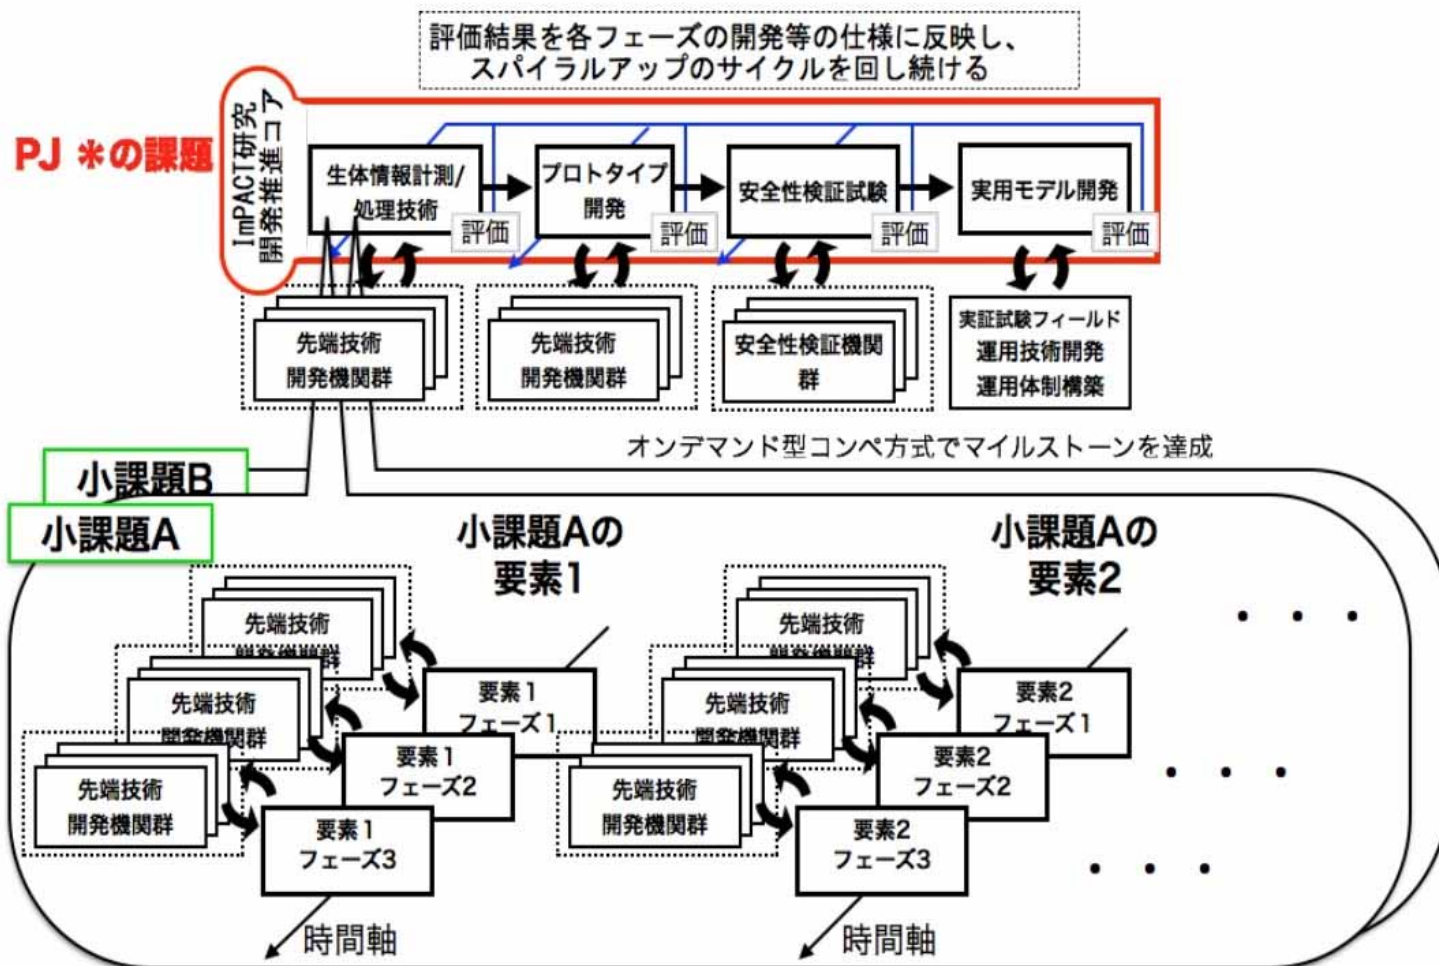 評価結果を各フェーズの開発等の仕様に反映し、
スパイラルアップのサイクルを回し続ける
PJ ＊の課題
ImPACT研究
開発推進コア
生体情報計測/
処理技術
評価
プロトタイプ
開発
評価
安全性検証試験
評価
実用モデル開発
評価
先端技術
開発機関群
先端技術
開発機関群
安全性検証機関
群
実証試験フィールド
運用技術開発
運用体制構築
オンデマンド型コンペ方式でマイルストーンを達成
小課題B
小課題A
小課題Aの
要素1
小課題Aの
要素2
先端技術
開発機関群
要素1
フェーズ1
先端技術
開発機関群
要素1
フェーズ2
先端技術
開発機関群
要素1
フェーズ3
時間軸
先端技術
開発機関群
要素2
フェーズ1
先端技術
開発機関群
要素2
フェーズ2
先端技術
開発機関群
要素2
フェーズ3
時間軸
・・・
・・・
・・・